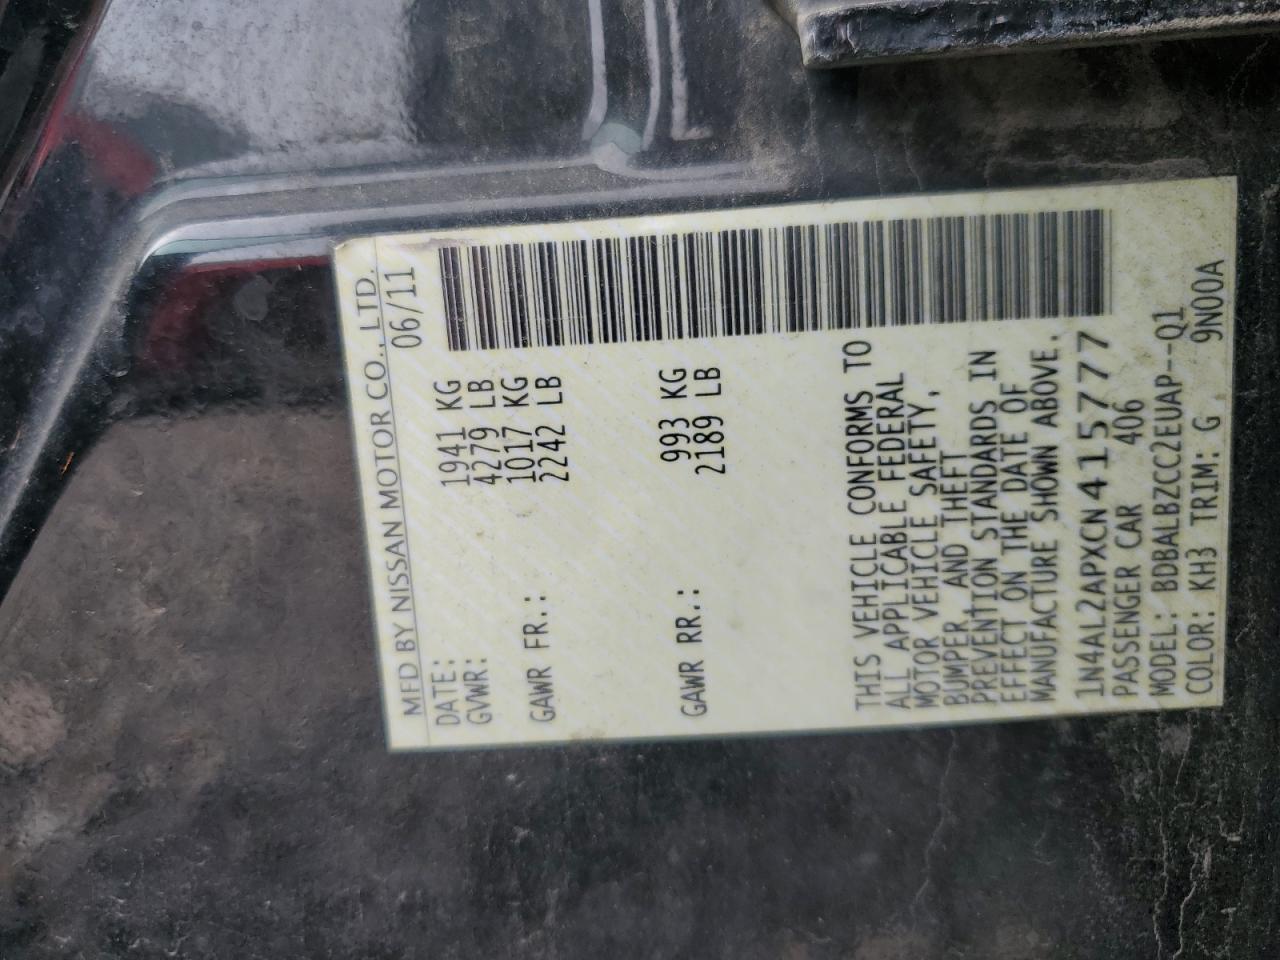 MFD BY NISSAN MOTOR CO., LTD.
DATE: 06/11
GVWR: 1941 KG
4279 LB
GAWR FR.: 1017 KG
2242 LB
GAWR RR.: 993 KG
2189 LB
THIS VEHICLE CONFORMS TO
ALL APPLICABLE FEDERAL
MOTOR VEHICLE SAFETY,
BUMPER, AND THEFT
PREVENTION STANDARDS IN
EFFECT ON THE DATE OF
MANUFACTURE SHOWN ABOVE.
1N4AL2APXCN415777
PASSENGER CAR 406
MODEL: BDBALBZCC2EUAP--Q1
COLOR: KH3 TRIM: G 9N00A